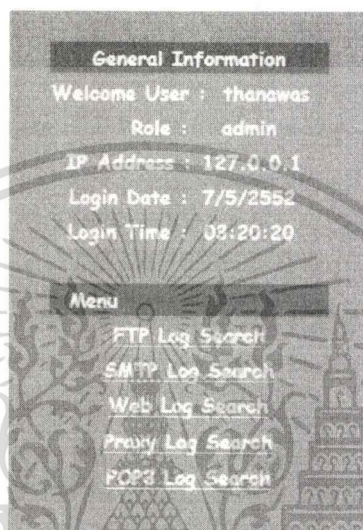 General Information
Welcome User : thanawas
Role : admin
IP Address : 127.0.0.1
Login Date : 7/5/2552
Login Time : 03:20:20
Menu
FTP Log Search
SMTP Log Search
Web Log Search
Proxy Log Search
POP3 Log Search